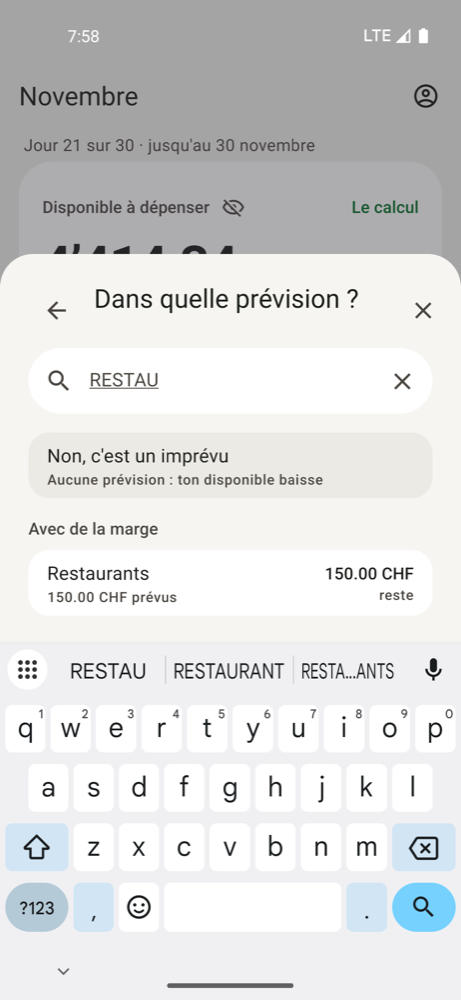 7:58
LTE
Novembre
Jour 21 sur 30 · jusqu'au 30 novembre
Disponible à dépenser
Le calcul
Dans quelle prévision ?
RESTAU
Non, c'est un imprévu
Aucune prévision : ton disponible baisse
Avec de la marge
Restaurants
150.00 CHF
150.00 CHF prévus
reste
RESTAU
RESTAURANT
RESTA...ANTS
q 1 w 2 e 3 r 4 t 5 y 6 u 7 i 8 o 9 p 0
a s d f g h j k l
z x c v b n m
?123 , .